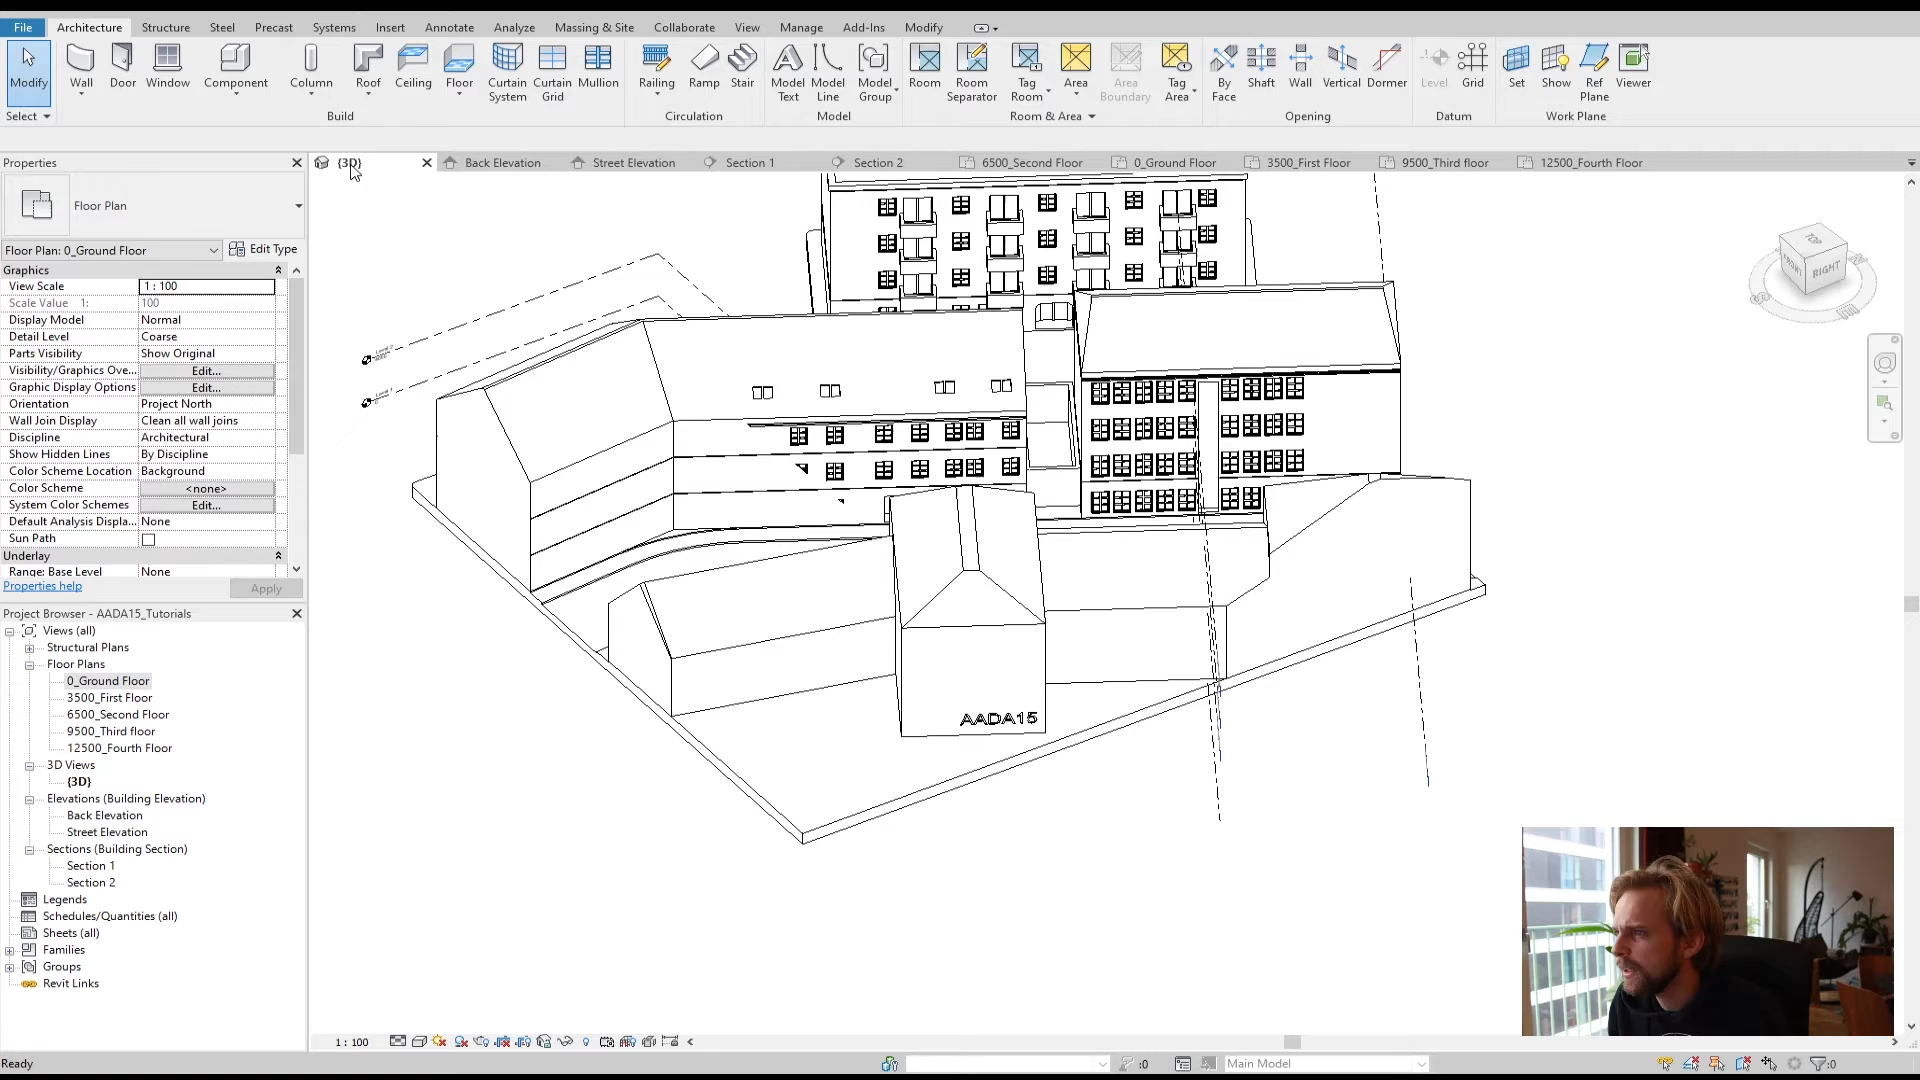 File Architecture Structure Steel Precast Systems Insert Annotate Analyze Massing & Site Collaborate View Manage Add-Ins Modify
Modify Wall Door Window Component Column Roof Ceiling Floor Curtain System Curtain Grid Mullion Railing Ramp Stair Model Text Model Line Model Group Room Room Separator Tag Room Area Area Boundary Tag Area By Face Shaft Wall Vertical Dormer Level Grid Set Show Ref Plane Viewer
Select Build Circulation Model Room & Area Opening Datum Work Plane
Properties
{3D} Back Elevation Street Elevation Section 1 Section 2 6500_Second Floor 0_Ground Floor 3500_First Floor 9500_Third floor 12500_Fourth Floor
Floor Plan
Floor Plan: 0_Ground Floor Edit Type
Graphics
View Scale 1 : 100
Scale Value 1: 100
Display Model Normal
Detail Level Coarse
Parts Visibility Show Original
Visibility/Graphics Ove... Edit...
Graphic Display Options Edit...
Orientation Project North
Wall Join Display Clean all wall joins
Discipline Architectural
Show Hidden Lines By Discipline
Color Scheme Location Background
Color Scheme <none>
System Color Schemes Edit...
Default Analysis Displa... None
Sun Path
Underlay
Range: Base Level None
Properties help Apply
Project Browser - AADA15_Tutorials
Views (all)
Structural Plans
Floor Plans
0_Ground Floor
3500_First Floor
6500_Second Floor
9500_Third floor
12500_Fourth Floor
3D Views
{3D}
Elevations (Building Elevation)
Back Elevation
Street Elevation
Sections (Building Section)
Section 1
Section 2
Legends
Schedules/Quantities (all)
Sheets (all)
Families
Groups
Revit Links
TOP
FRONT
RIGHT
AADA15
1 : 100
Ready :0 Main Model :0